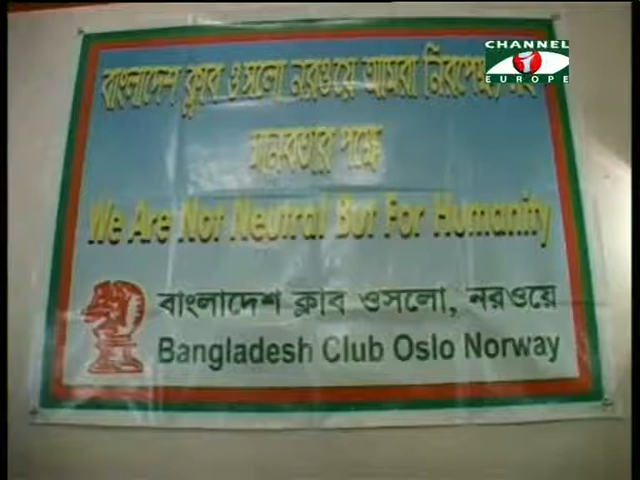 CHANNEL
i
EUROPE
বাংলাদেশ ক্লাব ওসলো নরওয়ে আমরা নিরপেক্ষ নই
মানবতার পক্ষে
We Are Not Neutral But For Humanity
বাংলাদেশ ক্লাব ওসলো, নরওয়ে
Bangladesh Club Oslo Norway